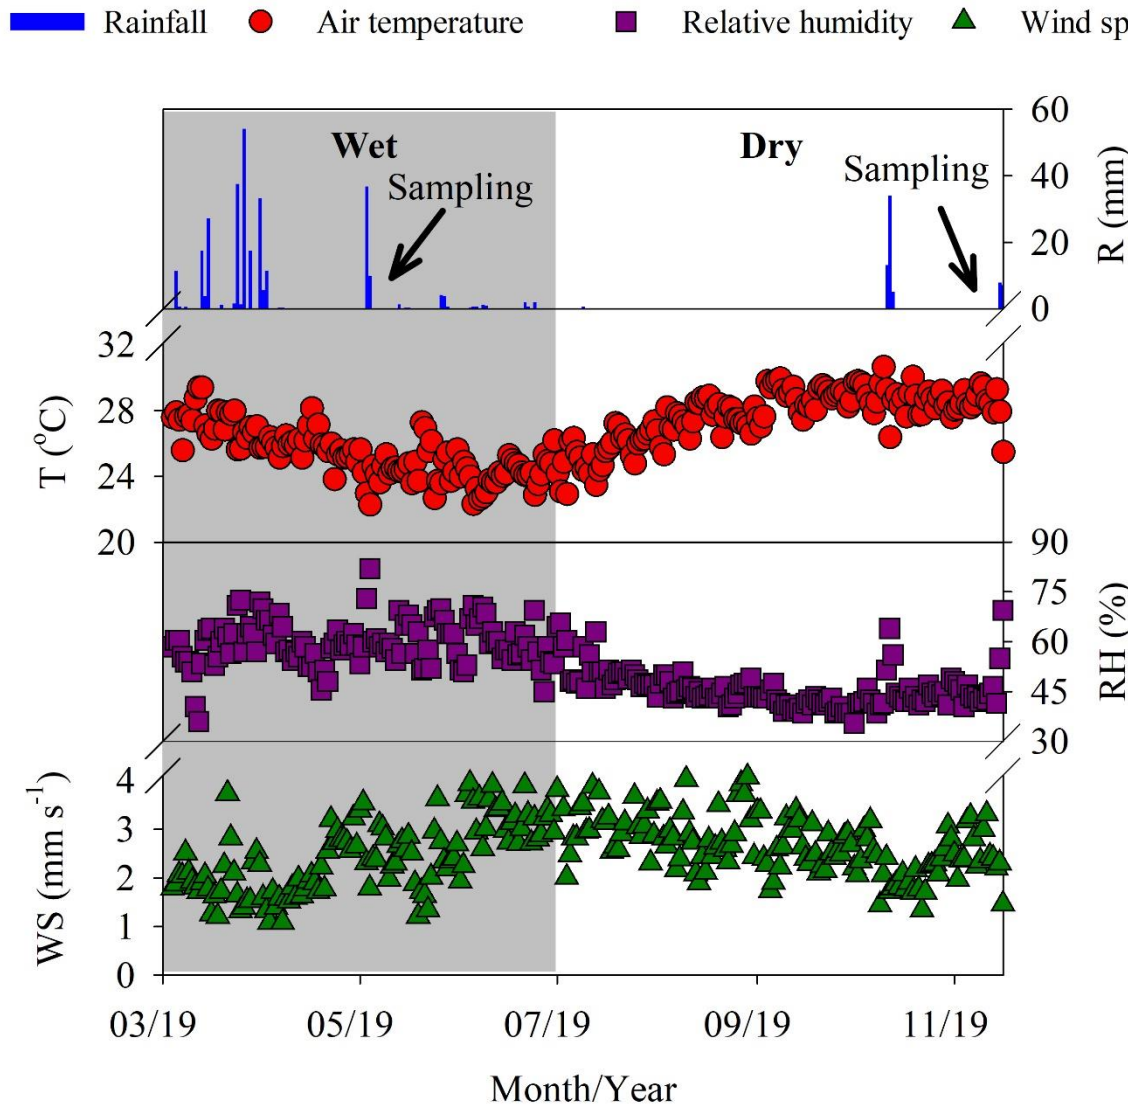 Rainfall Air temperature Relative humidity Wind sp
Wet Dry
Sampling Sampling
60
40
20
0
R (mm)
32
28
24
20
T (°C)
90
75
60
45
30
RH (%)
4
3
2
1
0
WS (mm s⁻¹)
03/19 05/19 07/19 09/19 11/19
Month/Year